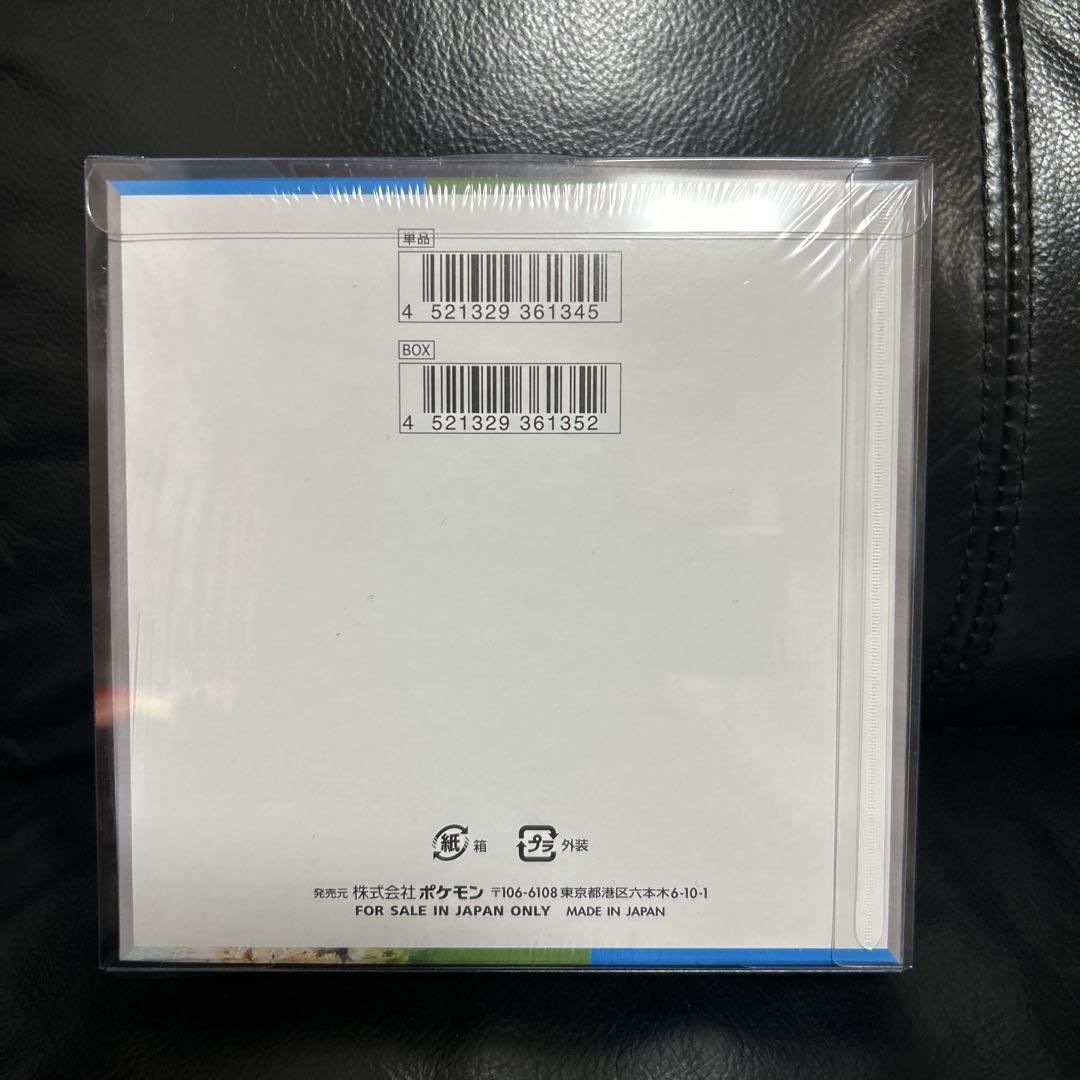 単品
4 521329 361345
BOX
4 521329 361352
紙 箱 プラ 外装
発売元 株式会社 ポケモン 〒106-6108 東京都港区六本木6-10-1
FOR SALE IN JAPAN ONLY MADE IN JAPAN